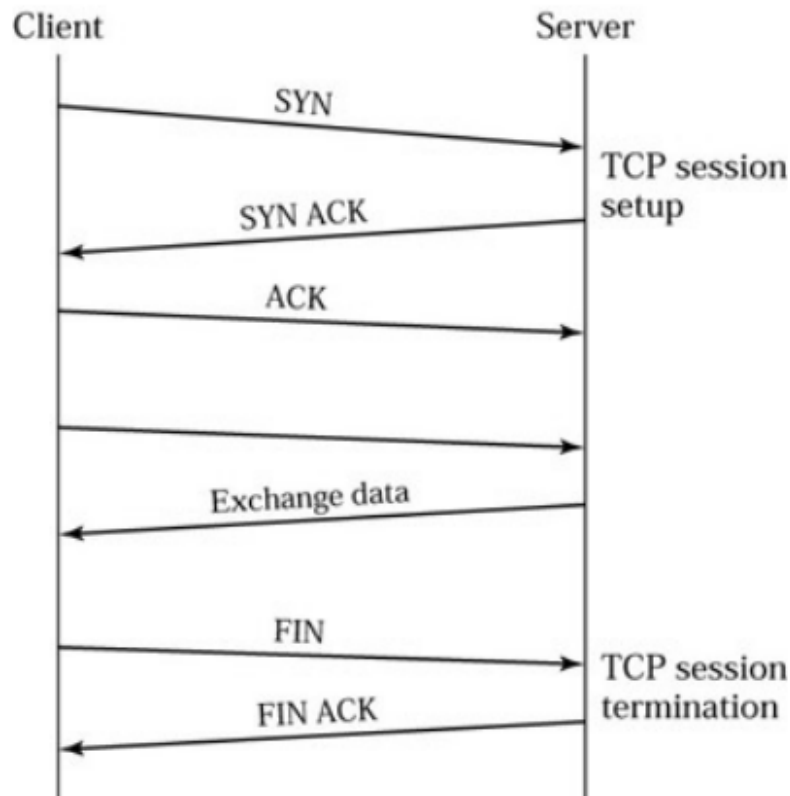 Client
Server
SYN
TCP session
setup
SYN ACK
ACK
Exchange data
FIN
TCP session
termination
FIN ACK